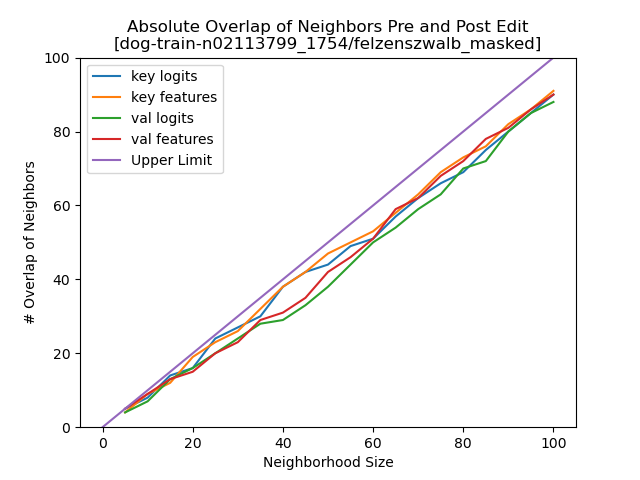 Absolute Overlap of Neighbors Pre and Post Edit
[dog-train-n02113799_1754/felzenszwalb_masked]
key logits
key features
val logits
val features
Upper Limit
100
80
60
40
20
0
# Overlap of Neighbors
0 20 40 60 80 100
Neighborhood Size